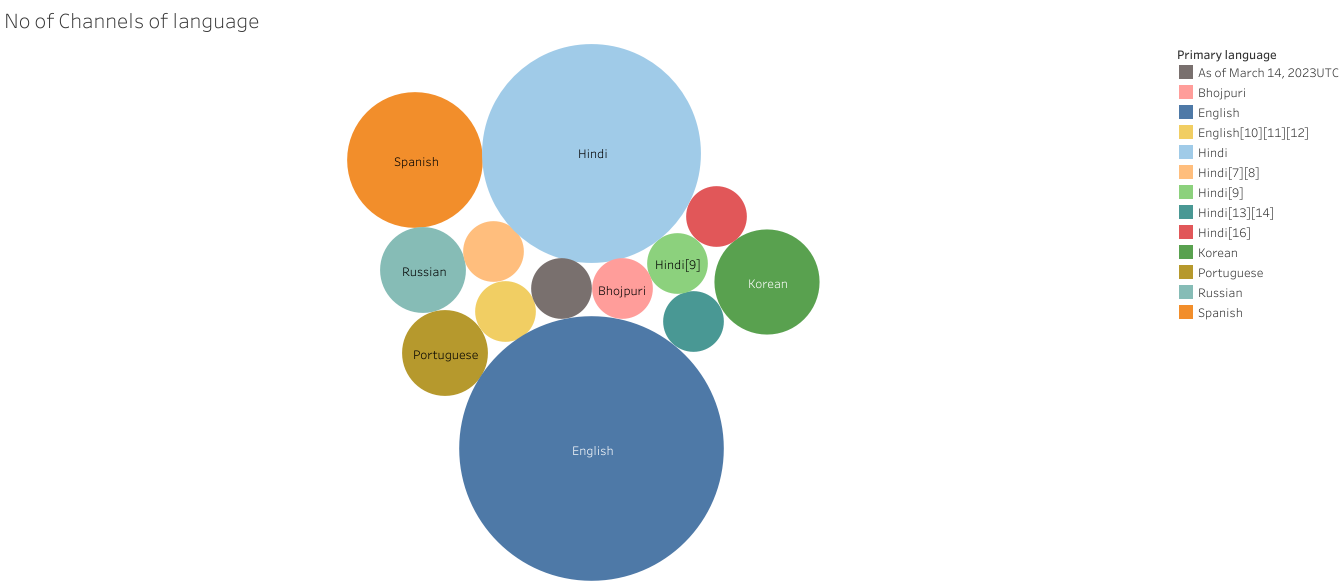 No of Channels of language
Hindi
Spanish
Hindi[9]
Russian
Korean
Bhojpuri
Portuguese
English
Primary language
As of March 14, 2023UTC
Bhojpuri
English
English[10][11][12]
Hindi
Hindi[7][8]
Hindi[9]
Hindi[13][14]
Hindi[16]
Korean
Portuguese
Russian
Spanish